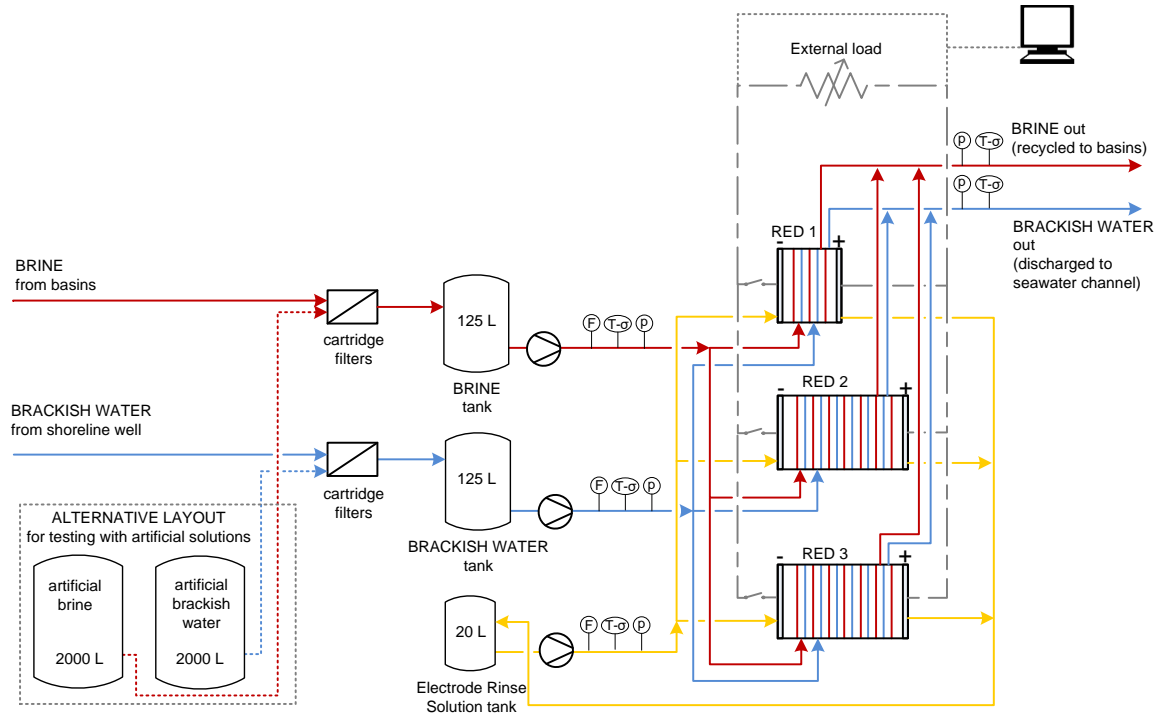 External load
BRINE out
(recycled to basins)
p
T-σ
p
T-σ
BRACKISH WATER
out
(discharged to
seawater channel)
RED 1
-
+
BRINE
from basins
cartridge
filters
125 L
BRINE
tank
F
T-σ
p
RED 2
-
+
BRACKISH WATER
from shoreline well
cartridge
filters
125 L
BRACKISH WATER
tank
F
T-σ
p
ALTERNATIVE LAYOUT
for testing with artificial solutions
artificial
brine
2000 L
artificial
brackish
water
2000 L
RED 3
-
+
20 L
Electrode Rinse
Solution tank
F
T-σ
p